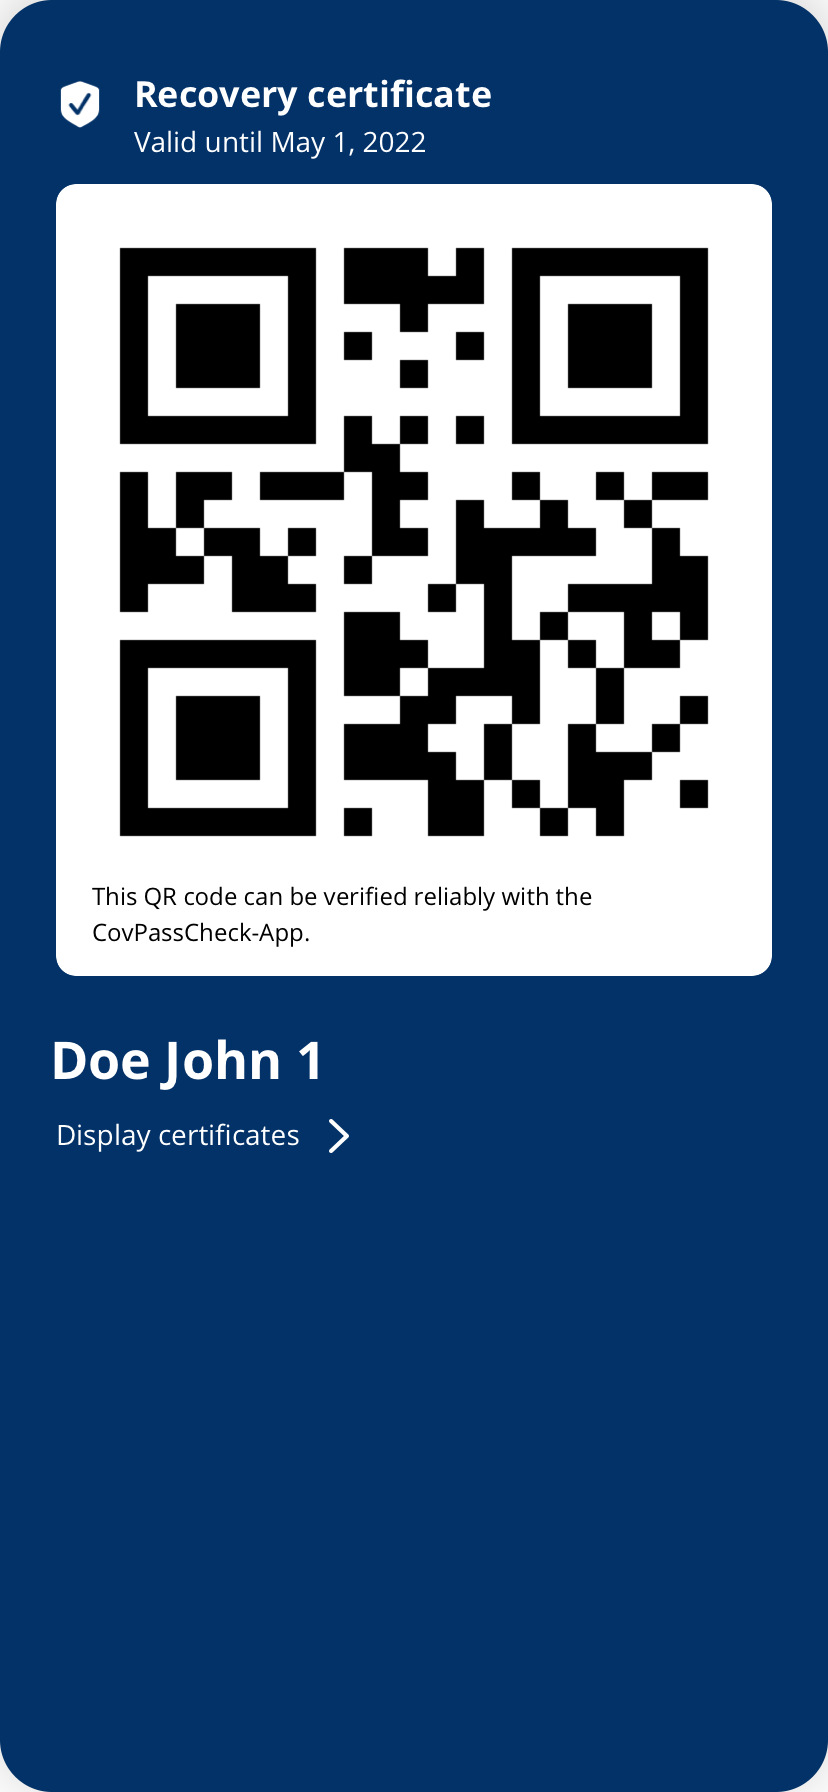 Recovery certificate
Valid until May 1, 2022
This QR code can be verified reliably with the
CovPassCheck-App.
Doe John 1
Display certificates